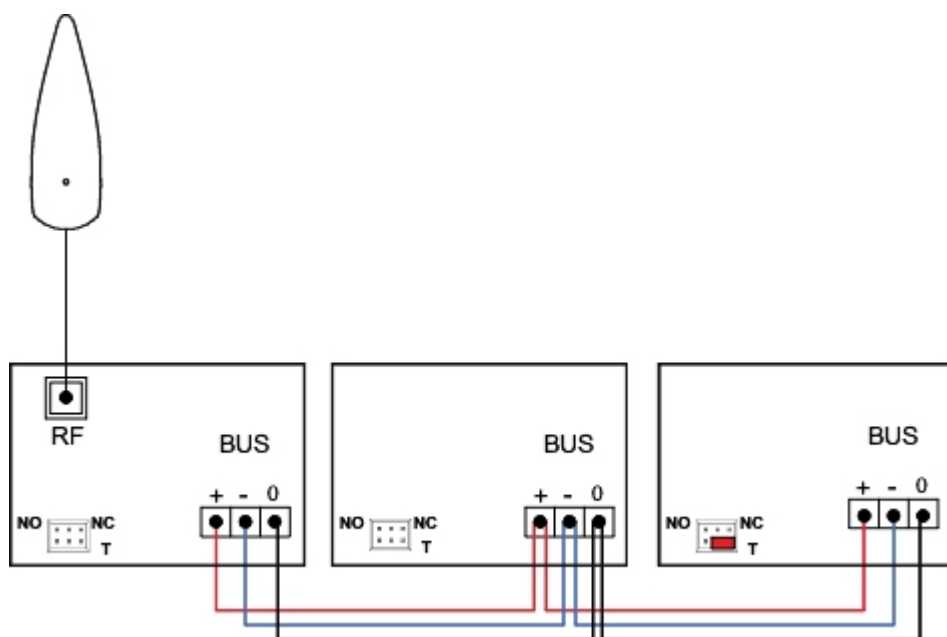 RF
BUS
+ - 0
NO NC
T
BUS
+ - 0
NO NC
T
BUS
+ - 0
NO NC
T